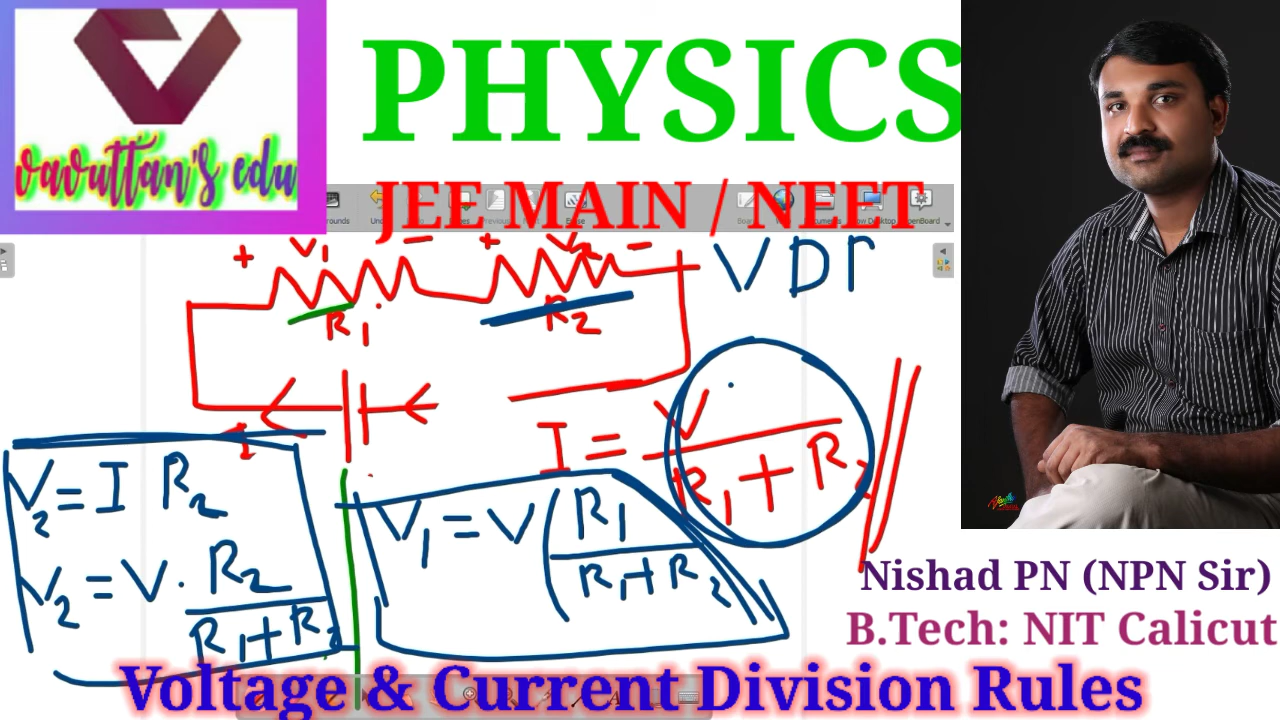 PHYSICS
vavuttan's edu
JEE MAIN / NEET
+ V1 - + V2 -
V D r
R1 R2
I
I = V / R1 + R2
V2 = I R2
V1 = V ( R1 / R1 + R2
V2 = V . R2 / R1 + R2
Nishad PN (NPN Sir)
B.Tech: NIT Calicut
Voltage & Current Division Rules